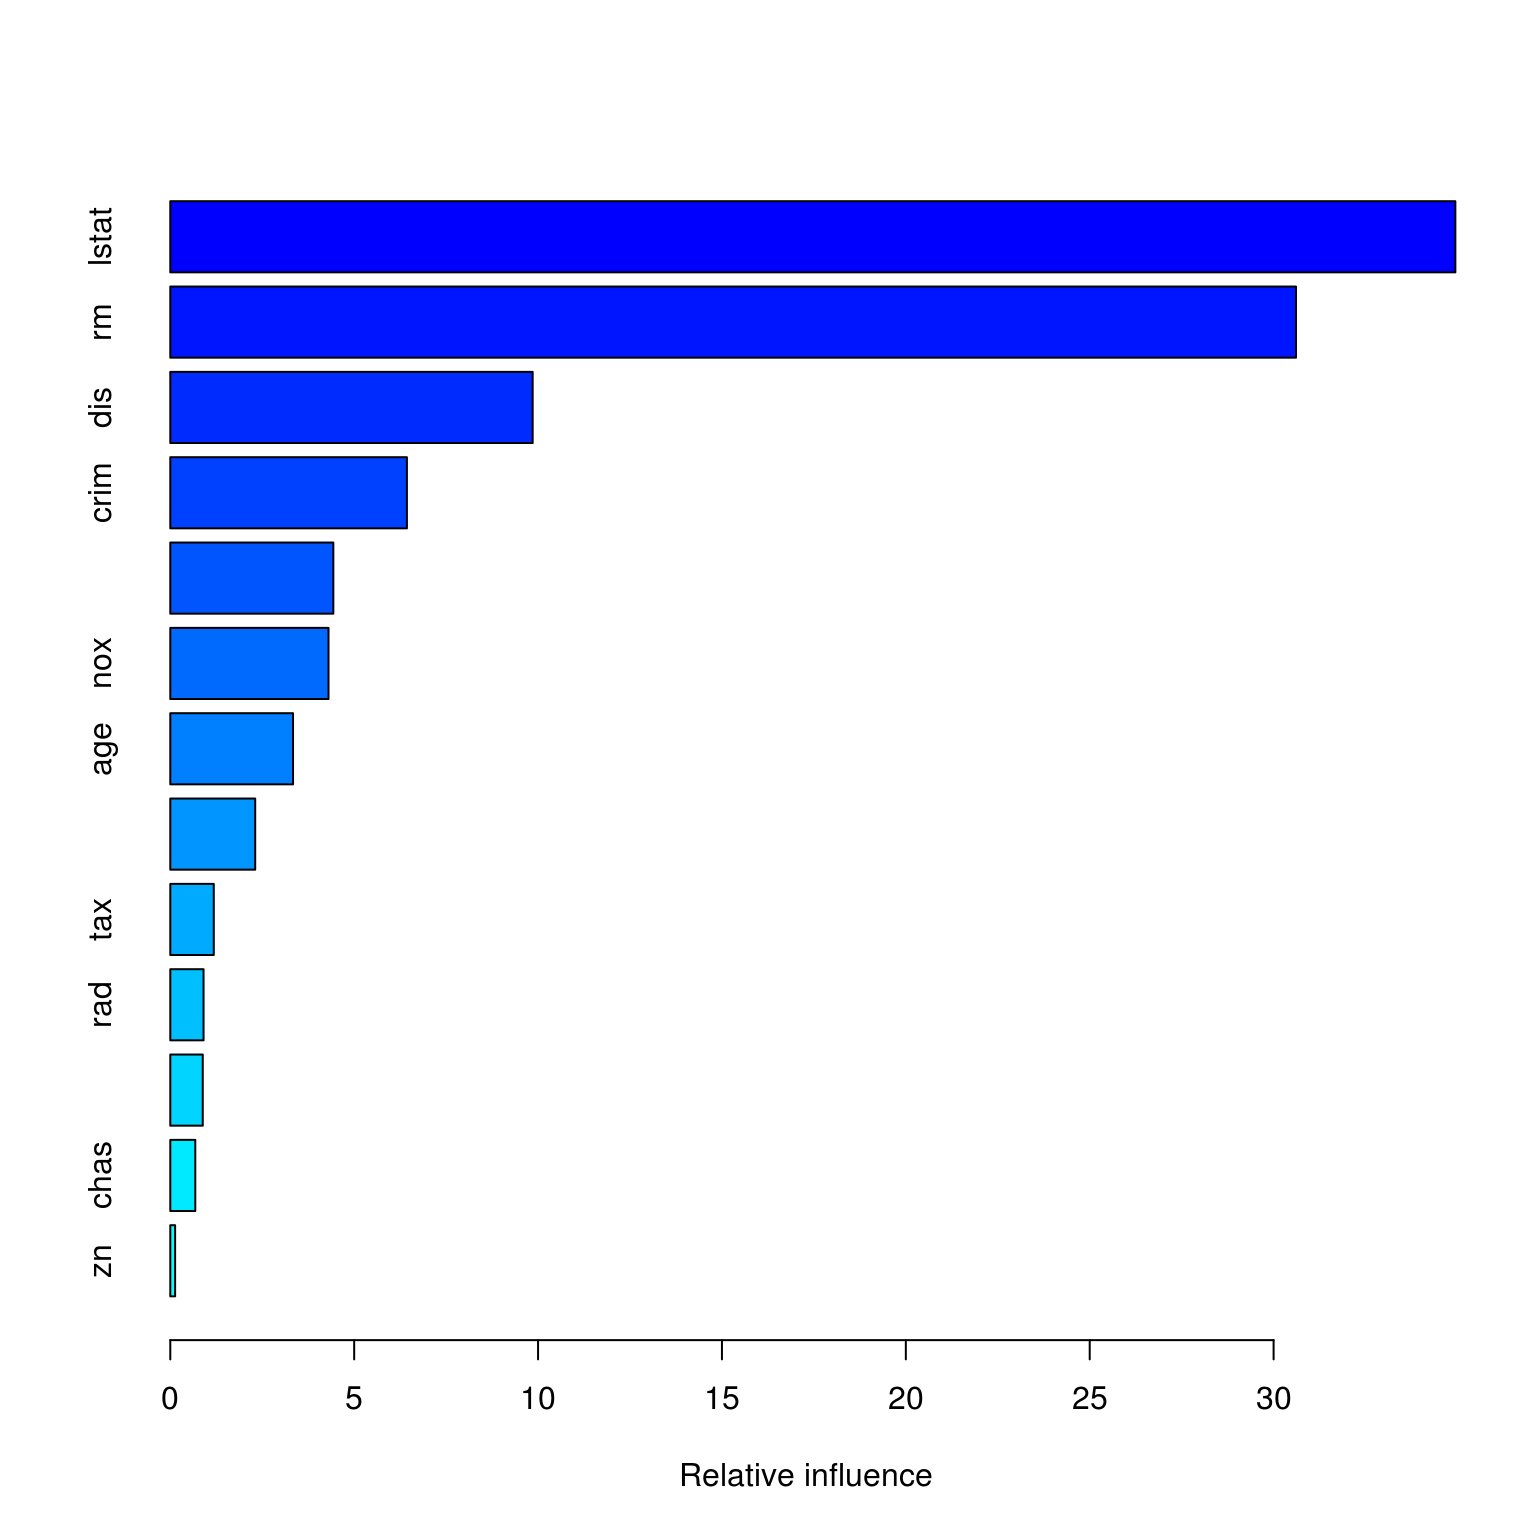 lstat
rm
dis
crim
nox
age
tax
rad
chas
zn
0 5 10 15 20 25 30
Relative influence